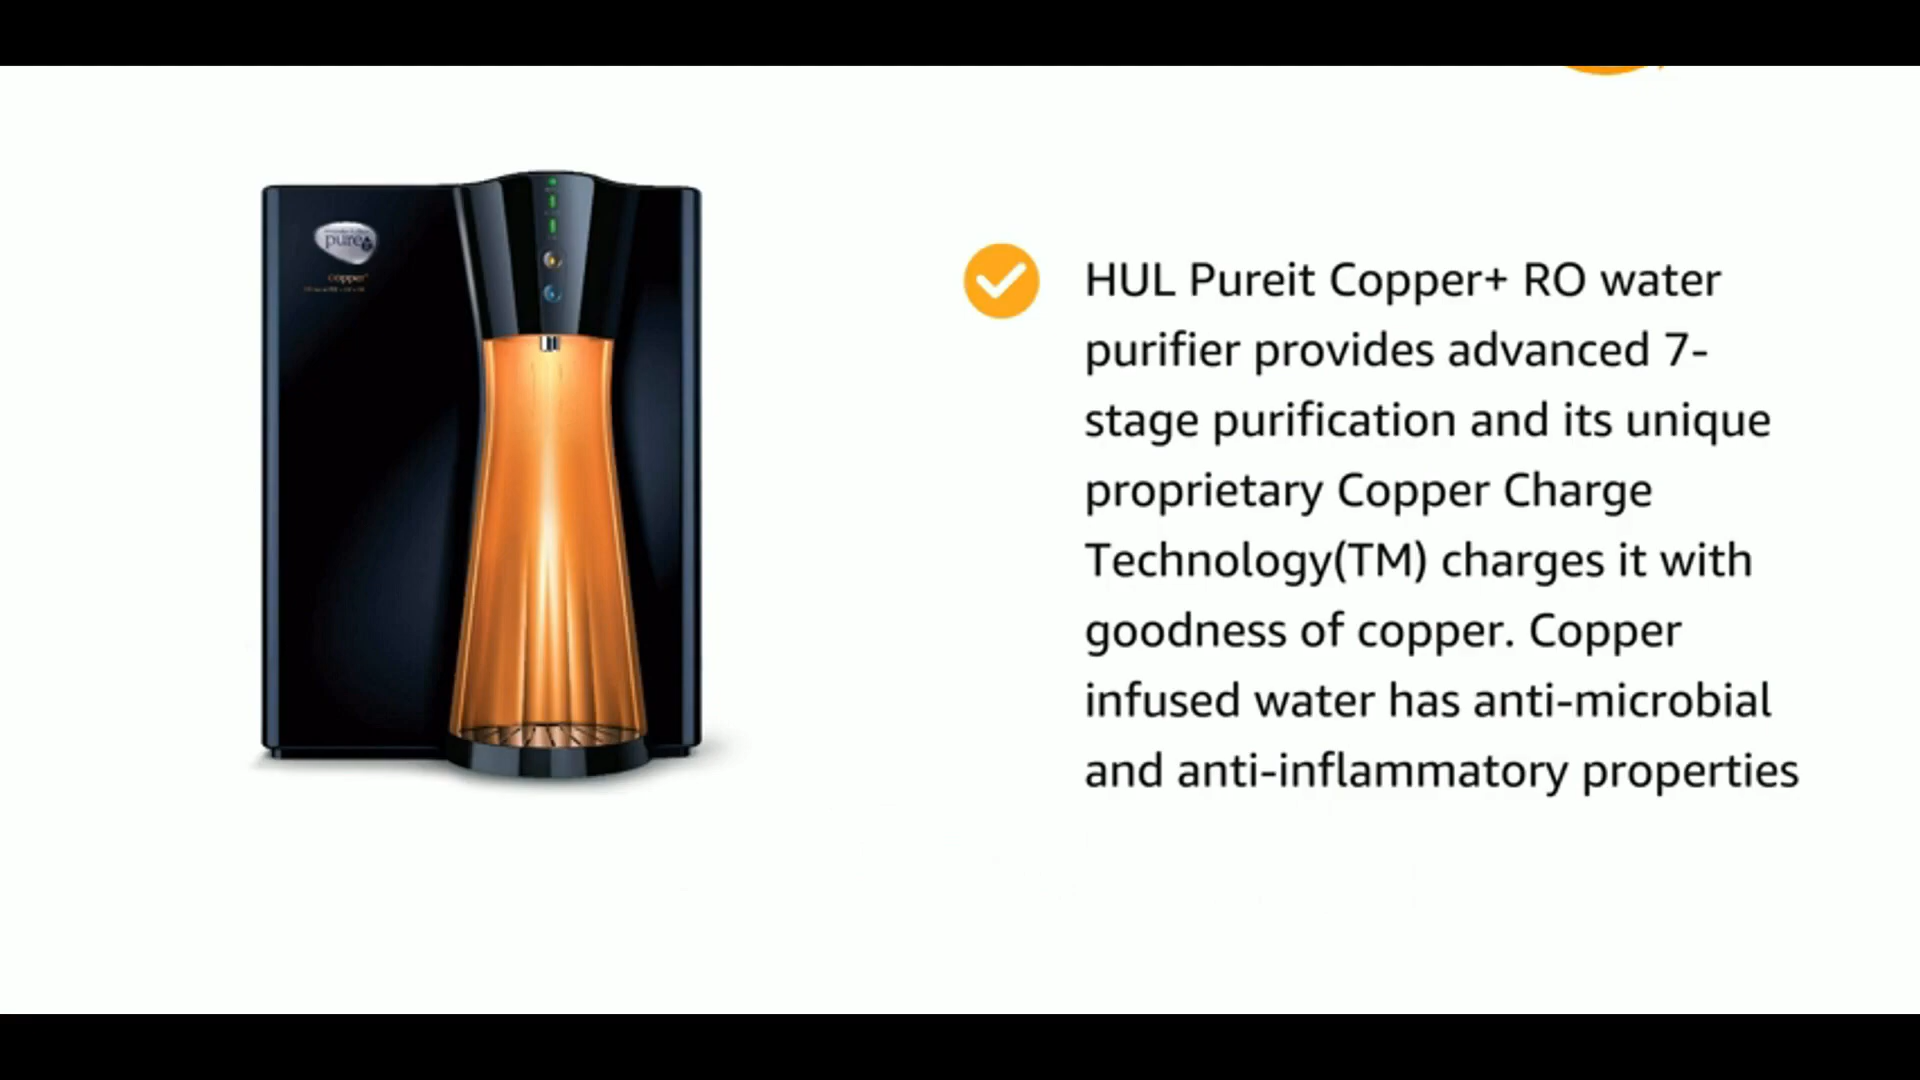 pure
copper+
HUL Pureit Copper+ RO water
purifier provides advanced 7-
stage purification and its unique
proprietary Copper Charge
Technology(TM) charges it with
goodness of copper. Copper
infused water has anti-microbial
and anti-inflammatory properties